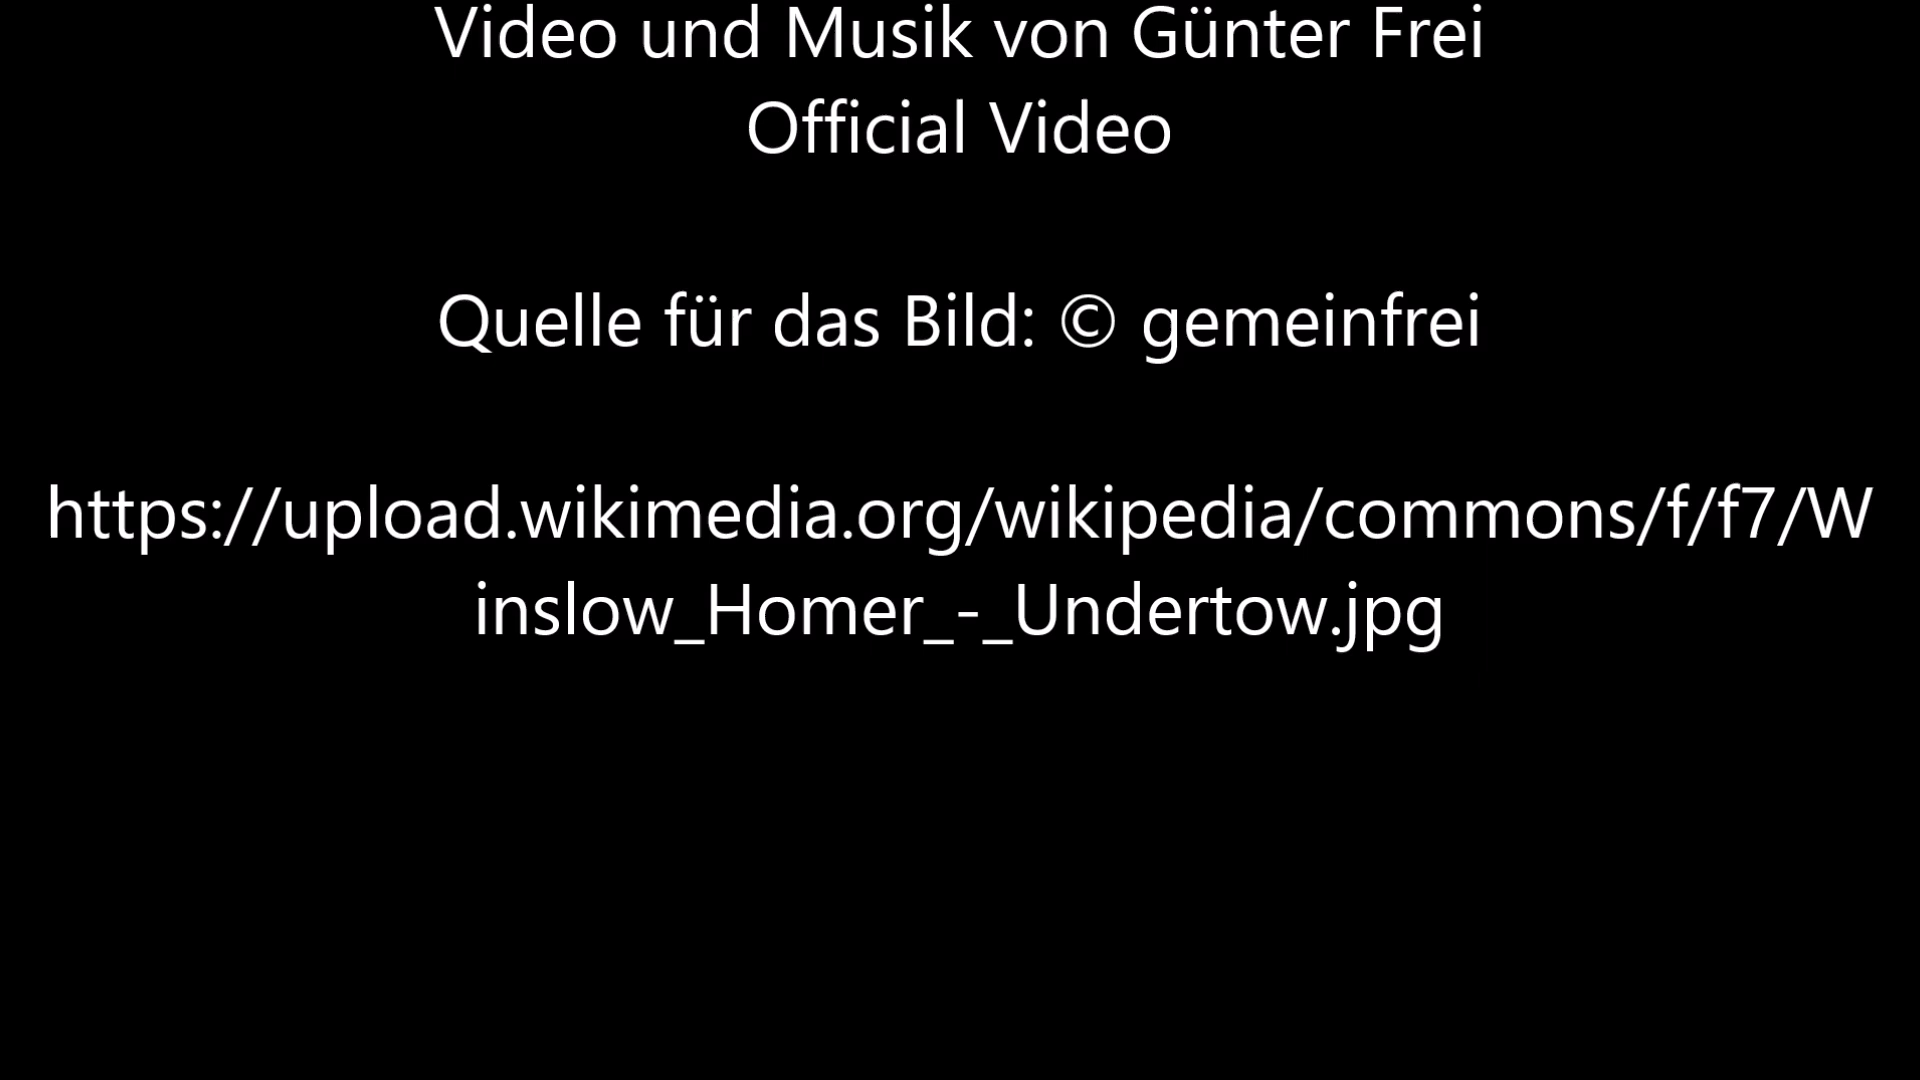 Video und Musik von Günter Frei
Official Video
Quelle für das Bild: © gemeinfrei
https://upload.wikimedia.org/wikipedia/commons/f/f7/W
inslow_Homer_-_Undertow.jpg